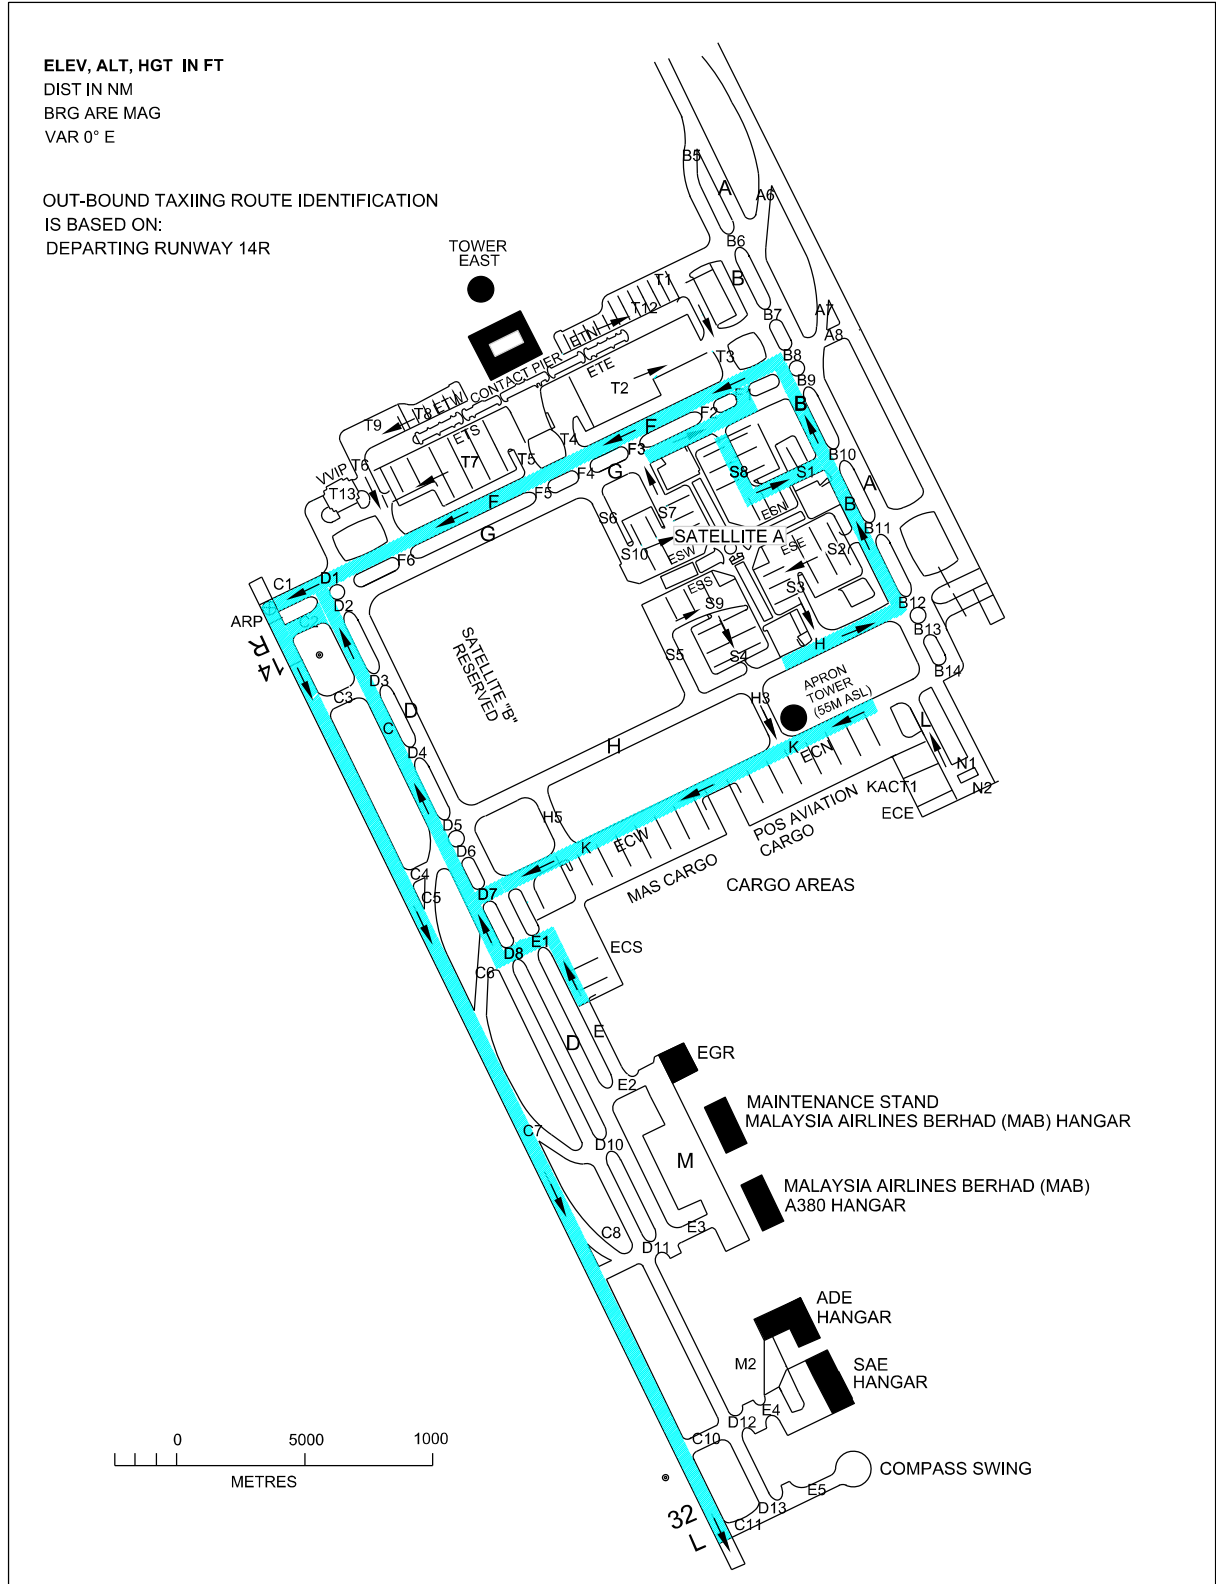 ELEV, ALT, HGT IN FT
DIST IN NM
BRG ARE MAG
VAR 0° E
OUT-BOUND TAXIING ROUTE IDENTIFICATION
IS BASED ON:
DEPARTING RUNWAY 14R
TOWER
EAST
B5
A
A6
B6
B
T1
T12
B7
A7
A8
ETN
CONTACT PIER
ETE
T2
T3
B8
B9
B
T9
T8
ETW
ETS
T7
T6
VVIP
T13
T5
T4
F
F2
F3
F4
F5
G
F
G
F6
S8
S1
B10
A
B
B11
S6
S7
ESN
SATELLITE A
S10
ESW
ESE
S2
ESS
S9
S3
B12
B13
B14
S5
S4
H
C1
D1
D2
C2
ARP
14
R
C3
D3
D
C
D4
SATELLITE "B"
RESERVED
H
H3
APRON
TOWER
(55M ASL)
K
ECN
L
N1
N2
KACT1
ECE
POS AVIATION
CARGO
D5
D6
H5
K
ECW
MAS CARGO
CARGO AREAS
C4
C5
D7
D8
E1
ECS
C6
D
E
EGR
E2
MAINTENANCE STAND
MALAYSIA AIRLINES BERHAD (MAB) HANGAR
C7
D10
M
MALAYSIA AIRLINES BERHAD (MAB)
A380 HANGAR
C8
D11
E3
ADE
HANGAR
M2
SAE
HANGAR
E4
D12
C10
COMPASS SWING
E5
D13
C11
32
L
0 5000 1000
METRES